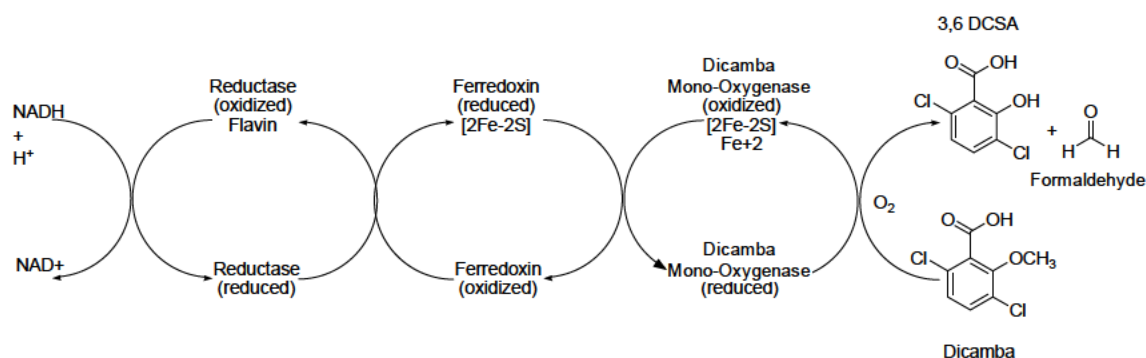 3,6 DCSA
O
OH
OH
Cl
Cl
+
O
H
H
Formaldehyde
NADH
+
H+
Reductase
(oxidized)
Flavin
Ferredoxin
(reduced)
[2Fe-2S]
Dicamba
Mono-Oxygenase
(oxidized)
[2Fe-2S]
Fe+2
O2
NAD+
Reductase
(reduced)
Ferredoxin
(oxidized)
Dicamba
Mono-Oxygenase
(reduced)
O
OH
Cl
OCH3
Cl
Dicamba